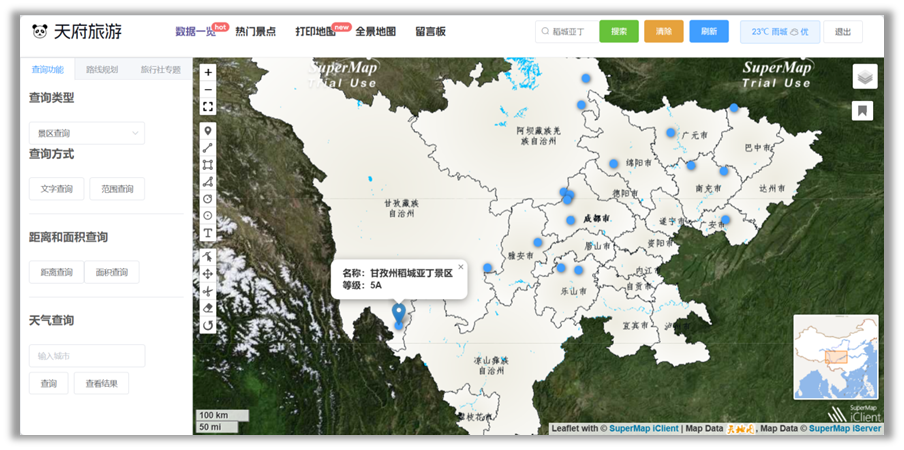 天府旅游
数据一览 hot
热门景点
打印地图 new
全景地图
留言板
稻城亚丁
搜索
清除
刷新
23℃ 雨城 优
退出
查询功能 路线规划 旅行社专题
查询类型
景区查询
查询方式
文字查询 范围查询
距离和面积查询
距离查询 面积查询
天气查询
输入城市
查询 查看结果
SuperMap
Trial Use
SuperMap
Trial Use
阿坝藏族羌
族自治州
广元市
巴中市
绵阳市
甘孜藏族
自治州
德阳市
南充市
达州市
成都市
遂宁市
广安市
资阳市
眉山市
雅安市
内江市
自贡市
乐山市
宜宾市
名称：甘孜州稻城亚丁景区
等级：5A
凉山彝族
自治州
攀枝花市
100 km
50 mi
SuperMap
iClient
Leaflet with © SuperMap iClient | Map Data 天地图, Map Data © SuperMap iServer